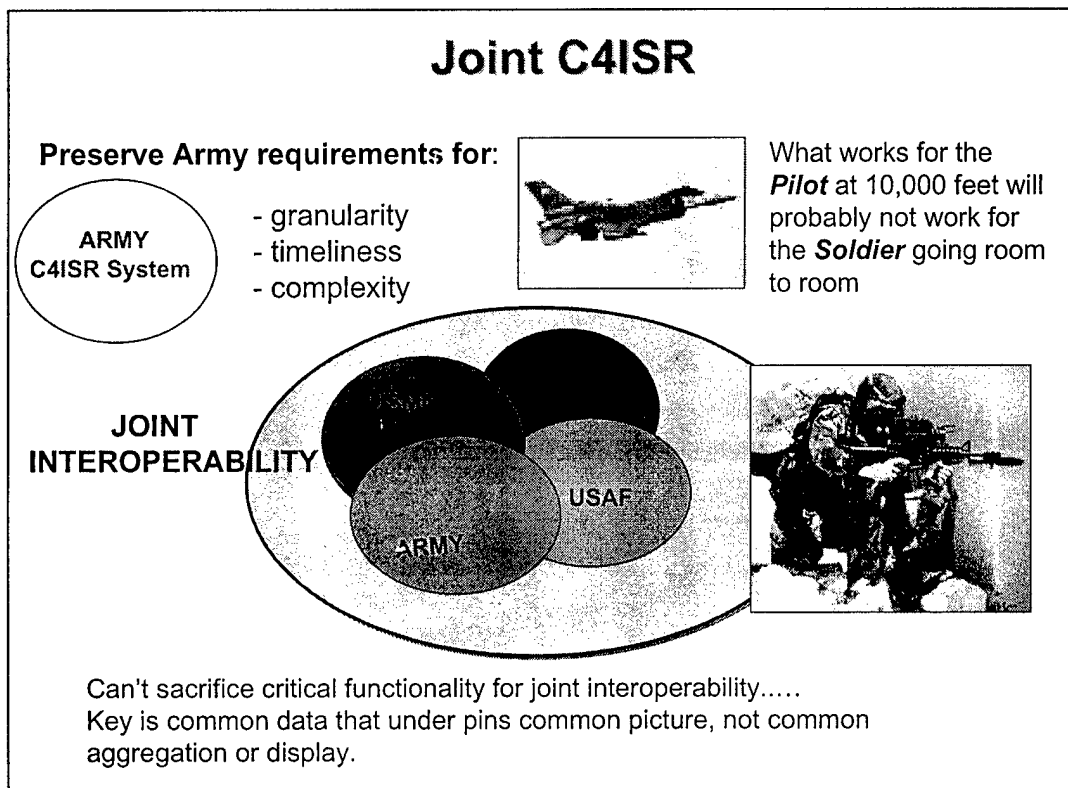 Joint C4ISR
Preserve Army requirements for:
ARMY
C4ISR System
- granularity
- timeliness
- complexity
What works for the
Pilot at 10,000 feet will
probably not work for
the Soldier going room
to room
JOINT
INTEROPERABILITY
USAF
ARMY
Can't sacrifice critical functionality for joint interoperability.....
Key is common data that under pins common picture, not common
aggregation or display.